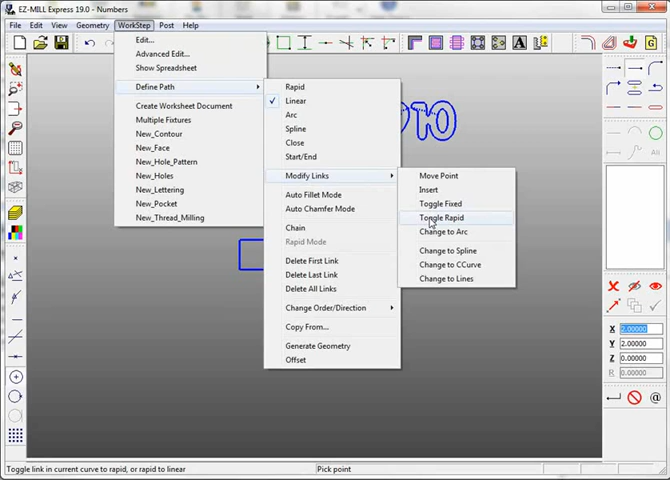 EZ-MILL Express 19.0 - Numbers
File Edit View Geometry WorkStep Post Help
Edit...
Advanced Edit...
Show Spreadsheet
Define Path
Create Worksheet Document
Multiple Fixtures
New_Contour
New_Face
New_Hole_Pattern
New_Holes
New_Lettering
New_Pocket
New_Thread_Milling
Rapid
Linear
Arc
Spline
Close
Start/End
Modify Links
Auto Fillet Mode
Auto Chamfer Mode
Chain
Rapid Mode
Delete First Link
Delete Last Link
Delete All Links
Change Order/Direction
Copy From...
Generate Geometry
Offset
Move Point
Insert
Toggle Fixed
Toggle Rapid
Change to Arc
Change to Spline
Change to CCurve
Change to Lines
A
X 2.00000
Y 2.00000
Z 0.00000
R 0.00000
@
Toggle link in current curve to rapid, or rapid to linear
Pick point